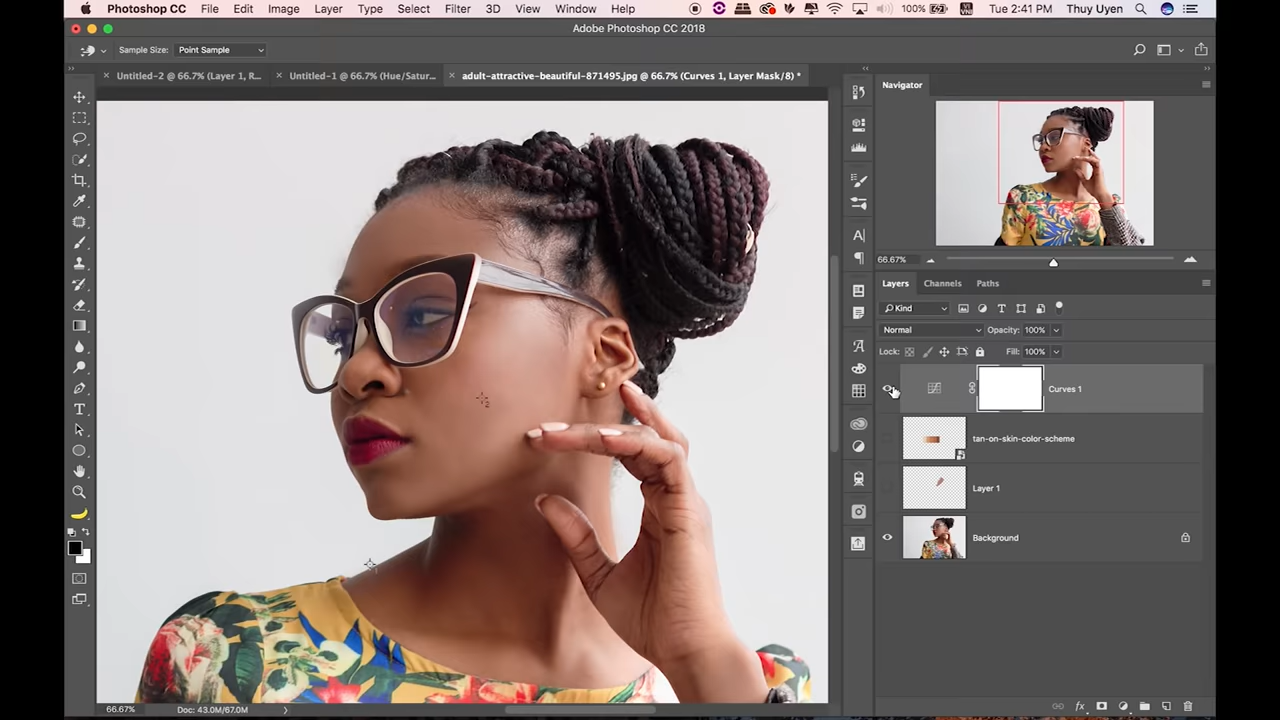 Photoshop CC File Edit Image Layer Type Select Filter 3D View Window Help 100% Tue 2:41 PM Thuy Uyen
Adobe Photoshop CC 2018
Sample Size: Point Sample
Untitled-2 @ 66.7% (Layer 1, R... Untitled-1 @ 66.7% (Hue/Satur... adult-attractive-beautiful-871495.jpg @ 66.7% (Curves 1, Layer Mask/8) *
Navigator
66.67%
Layers Channels Paths
Kind
Normal Opacity: 100%
Lock: Fill: 100%
Curves 1
tan-on-skin-color-scheme
Layer 1
Background
66.67% Doc: 43.0M/67.0M